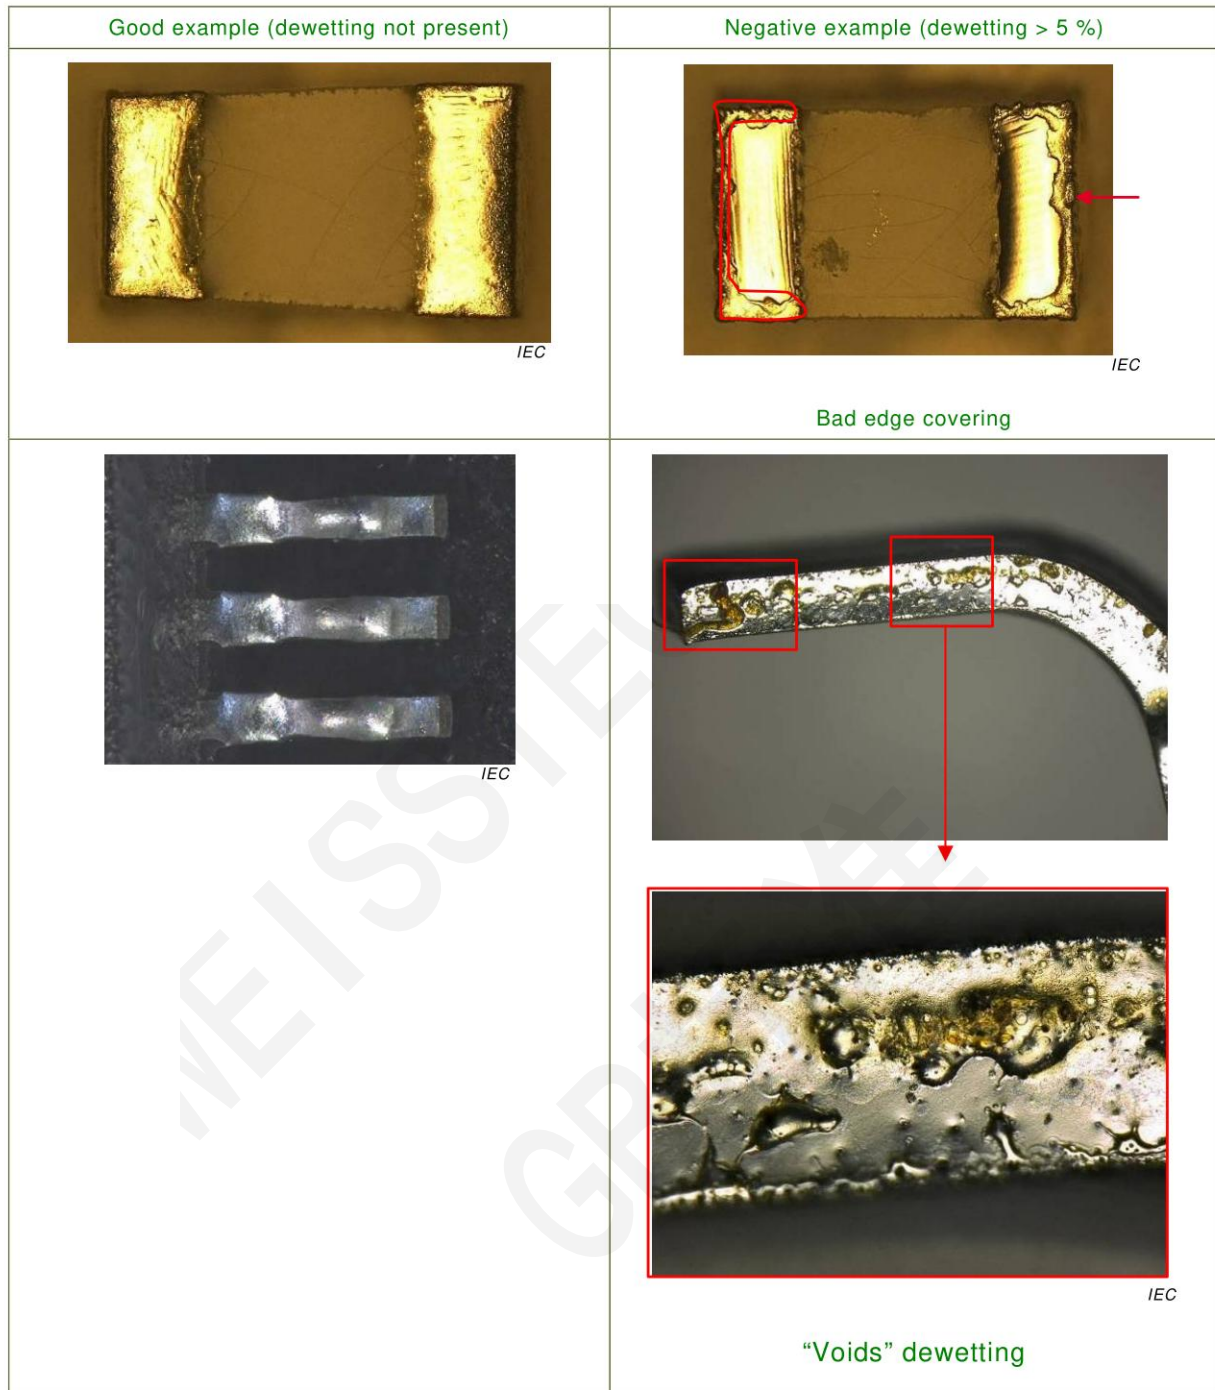 Good example (dewetting not present)
Negative example (dewetting > 5 %)
IEC
IEC
Bad edge covering
IEC
IEC
“Voids” dewetting